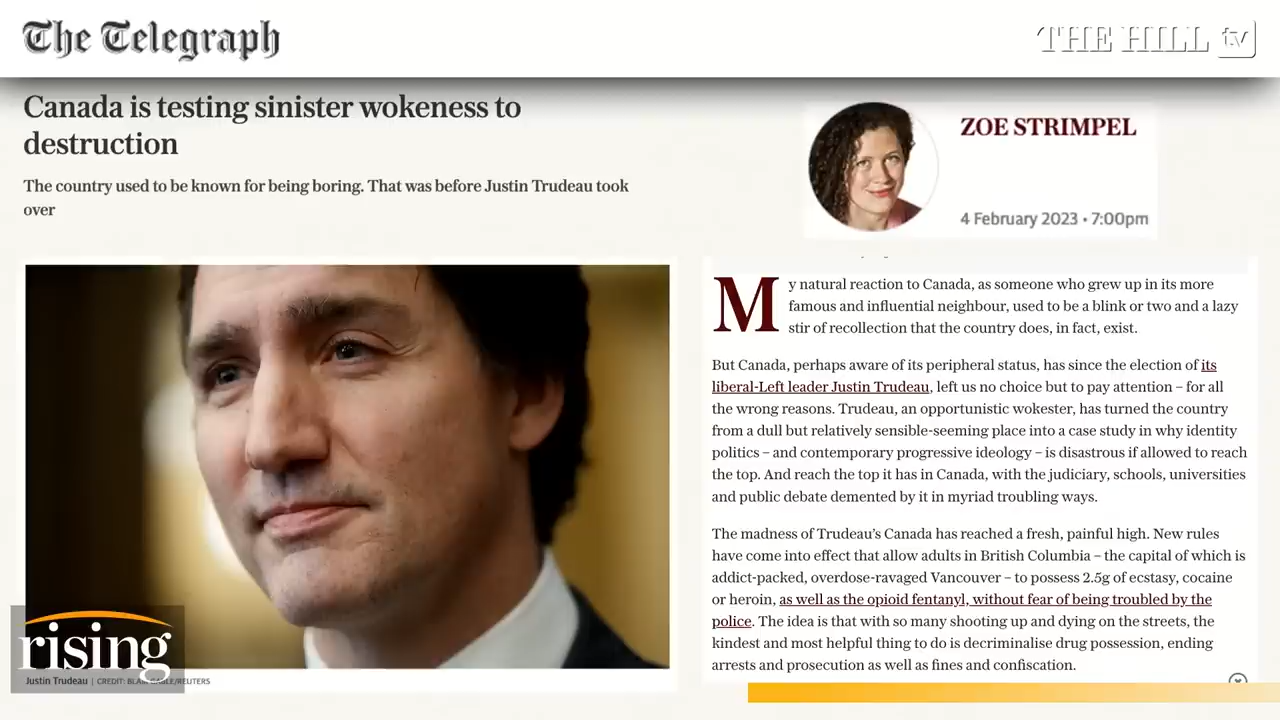 The Telegraph
THE HILL tv
Canada is testing sinister wokeness to
destruction
The country used to be known for being boring. That was before Justin Trudeau took
over
ZOE STRIMPEL
4 February 2023 • 7:00pm
My natural reaction to Canada, as someone who grew up in its more
famous and influential neighbour, used to be a blink or two and a lazy
stir of recollection that the country does, in fact, exist.
But Canada, perhaps aware of its peripheral status, has since the election of its
liberal-Left leader Justin Trudeau, left us no choice but to pay attention – for all
the wrong reasons. Trudeau, an opportunistic wokester, has turned the country
from a dull but relatively sensible-seeming place into a case study in why identity
politics – and contemporary progressive ideology – is disastrous if allowed to reach
the top. And reach the top it has in Canada, with the judiciary, schools, universities
and public debate demented by it in myriad troubling ways.
The madness of Trudeau's Canada has reached a fresh, painful high. New rules
have come into effect that allow adults in British Columbia – the capital of which is
addict-packed, overdose-ravaged Vancouver – to possess 2.5g of ecstasy, cocaine
or heroin, as well as the opioid fentanyl, without fear of being troubled by the
police. The idea is that with so many shooting up and dying on the streets, the
kindest and most helpful thing to do is decriminalise drug possession, ending
arrests and prosecution as well as fines and confiscation.
rising
Justin Trudeau | CREDIT: BLAIR GABLE/REUTERS